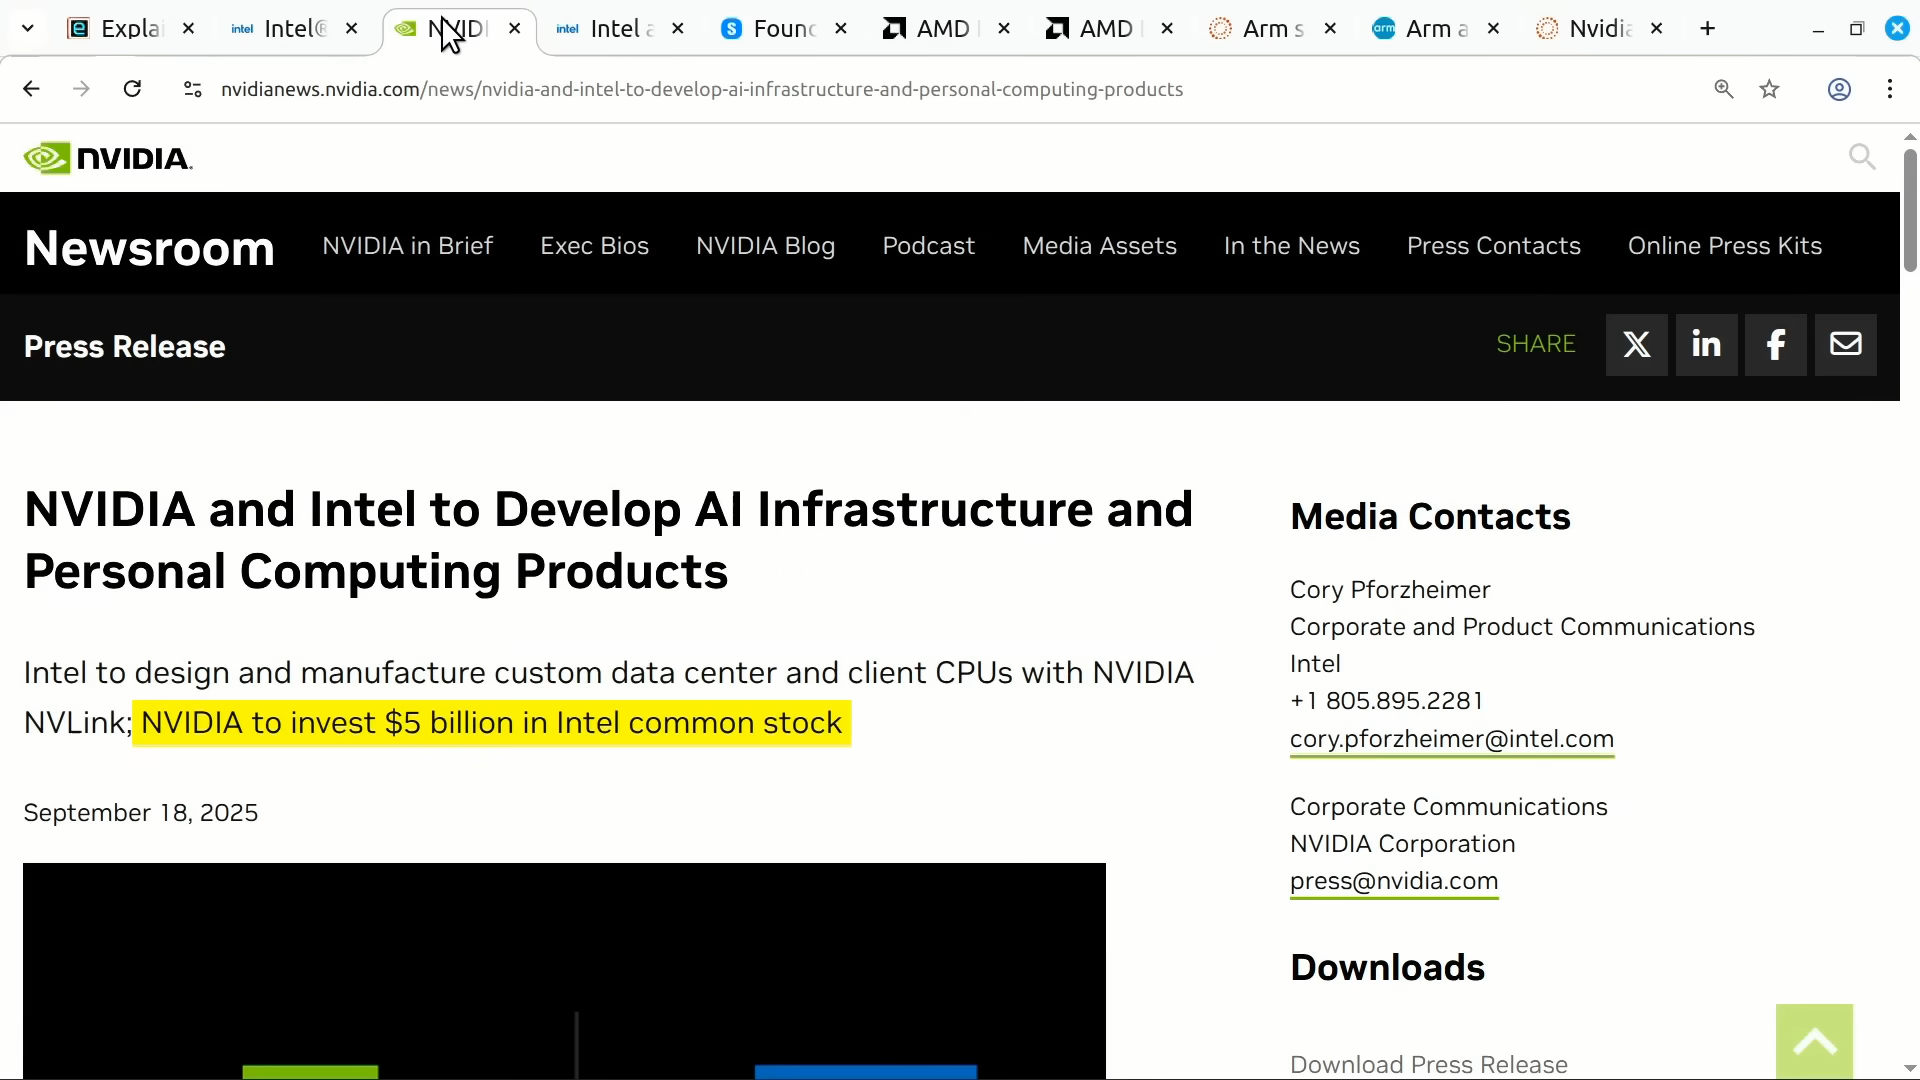 Explai
Intel®
NVIDI
Intel a
Found
AMD
AMD
Arm s
Arm a
Nvidia
nvidianews.nvidia.com/news/nvidia-and-intel-to-develop-ai-infrastructure-and-personal-computing-products
NVIDIA.
Newsroom
NVIDIA in Brief
Exec Bios
NVIDIA Blog
Podcast
Media Assets
In the News
Press Contacts
Online Press Kits
Press Release
SHARE
NVIDIA and Intel to Develop AI Infrastructure and
Personal Computing Products
Intel to design and manufacture custom data center and client CPUs with NVIDIA
NVLink; NVIDIA to invest $5 billion in Intel common stock
September 18, 2025
Media Contacts
Cory Pforzheimer
Corporate and Product Communications
Intel
+1 805.895.2281
cory.pforzheimer@intel.com
Corporate Communications
NVIDIA Corporation
press@nvidia.com
Downloads
Download Press Release